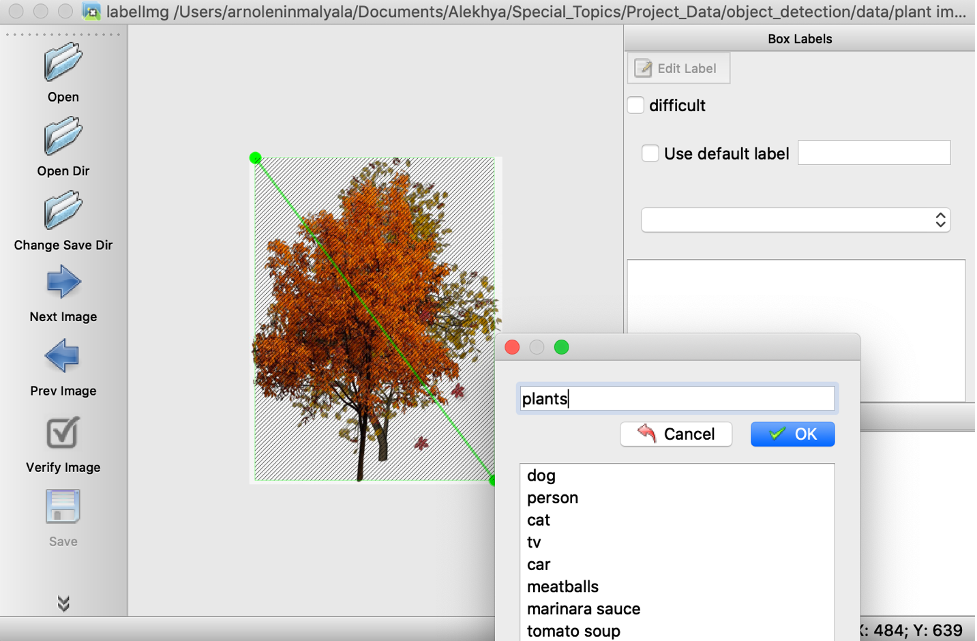 labelImg /Users/arnoleninmalyala/Documents/Alekhya/Special_Topics/Project_Data/object_detection/data/plant im...
Open
Open Dir
Change Save Dir
Next Image
Prev Image
Verify Image
Save
Box Labels
Edit Label
difficult
Use default label
plants
Cancel
OK
dog
person
cat
tv
car
meatballs
marinara sauce
tomato soup
X: 484; Y: 639